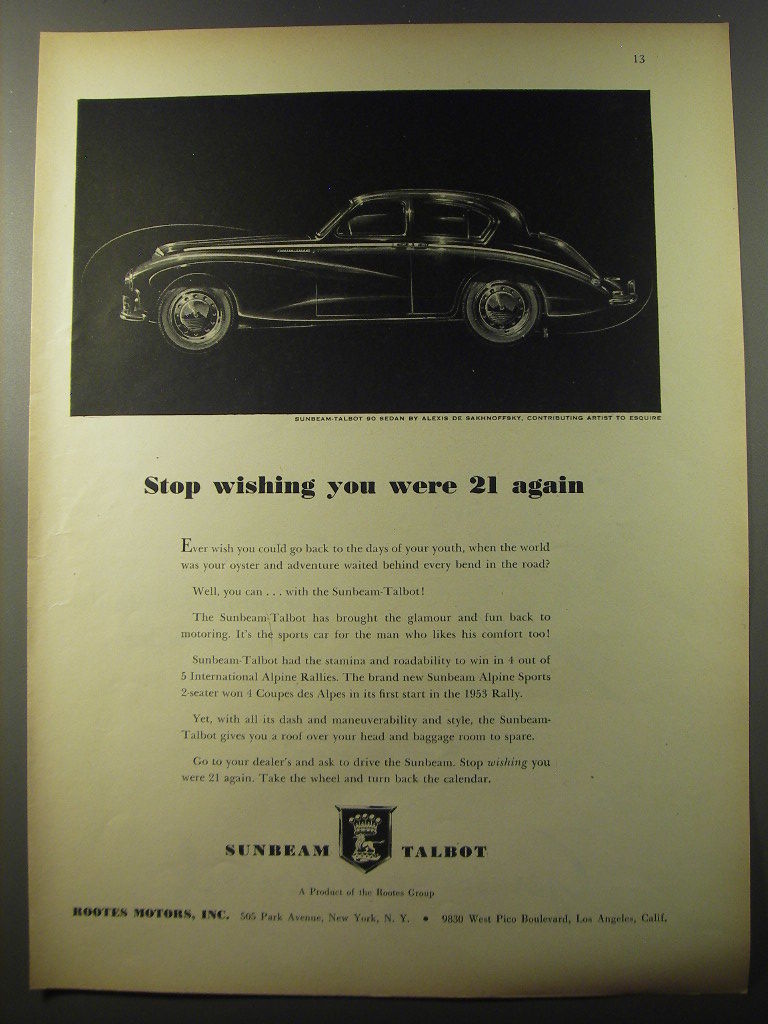 13
SUNBEAM-TALBOT 90 SEDAN BY ALEXIS DE SAKHNOFFSKY, CONTRIBUTING ARTIST TO ESQUIRE
Stop wishing you were 21 again
Ever wish you could go back to the days of your youth, when the world
was your oyster and adventure waited behind every bend in the road?
Well, you can . . . with the Sunbeam-Talbot!
The Sunbeam-Talbot has brought the glamour and fun back to
motoring. It's the sports car for the man who likes his comfort too!
Sunbeam-Talbot had the stamina and roadability to win in 4 out of
5 International Alpine Rallies. The brand new Sunbeam Alpine Sports
2-seater won 4 Coupes des Alpes in its first start in the 1953 Rally.
Yet, with all its dash and maneuverability and style, the Sunbeam-
Talbot gives you a roof over your head and baggage room to spare.
Go to your dealer's and ask to drive the Sunbeam. Stop wishing you
were 21 again. Take the wheel and turn back the calendar.
SUNBEAM TALBOT
A Product of the Rootes Group
ROOTES MOTORS, INC. 505 Park Avenue, New York, N. Y. • 9830 West Pico Boulevard, Los Angeles, Calif.